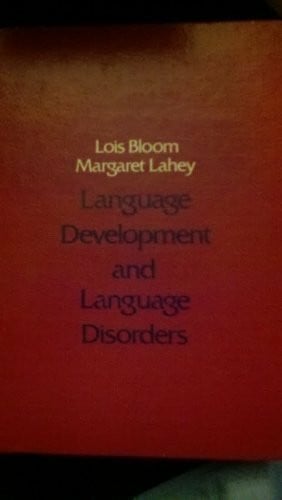 Lois Bloom
Margaret Lahey
Language
Development
and
Language
Disorders